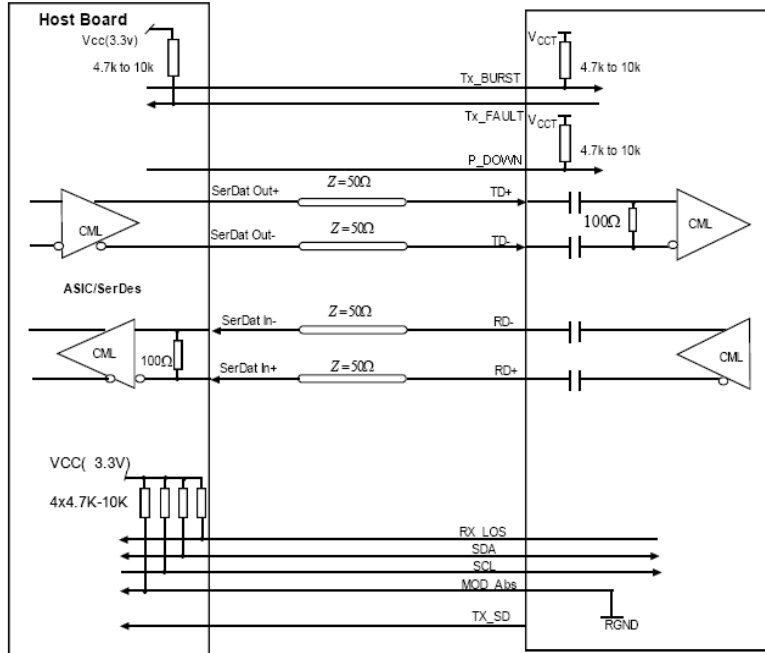 Host Board
Vcc(3.3v)
4.7k to 10k
VCCT
4.7k to 10k
Tx_BURST
Tx_FAULT
VCCT
4.7k to 10k
P_DOWN
SerDat Out+
Z=50Ω
TD+
CML
100Ω
CML
SerDat Out-
Z=50Ω
TD-
ASIC/SerDes
SerDat In-
Z=50Ω
RD-
CML
100Ω
CML
SerDat In+
Z=50Ω
RD+
VCC( 3.3V)
4x4.7K-10K
RX_LOS
SDA
SCL
MOD_Abs
TX_SD
RGND